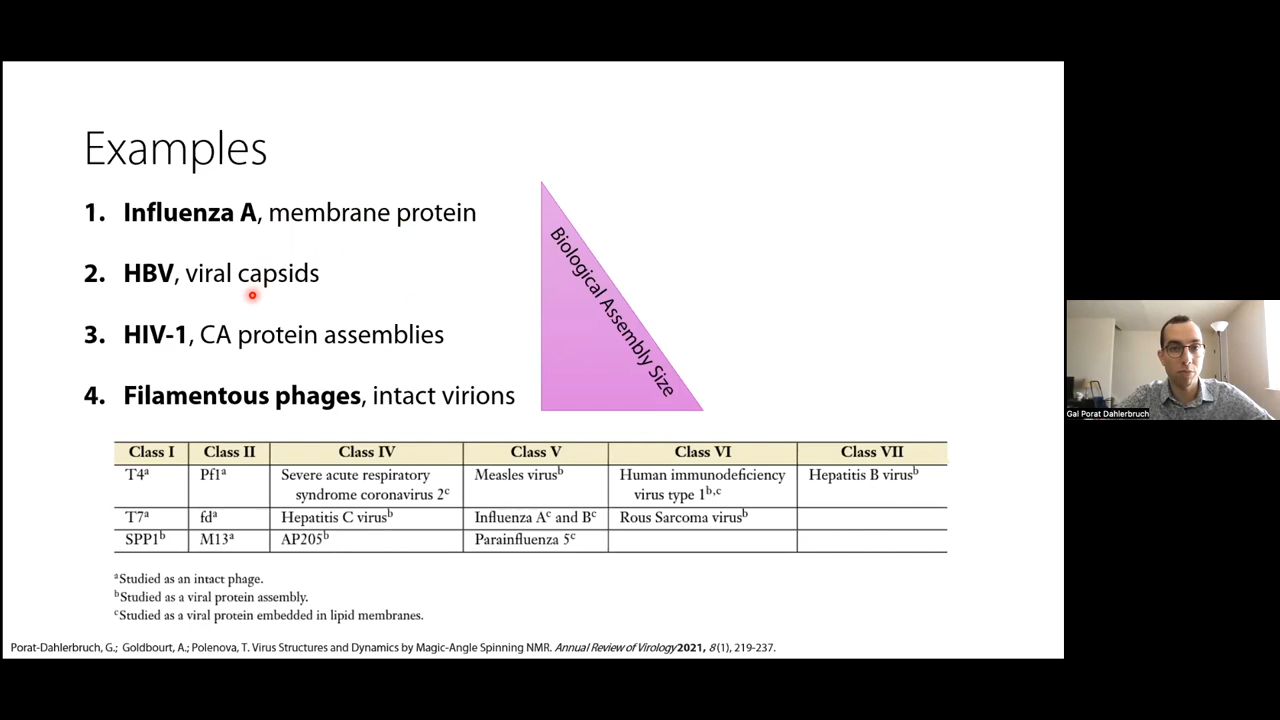 Examples
1. Influenza A, membrane protein
2. HBV, viral capsids
3. HIV-1, CA protein assemblies
4. Filamentous phages, intact virions
Biological Assembly Size
Class I Class II Class IV Class V Class VI Class VII
T4ᵃ Pf1ᵃ Severe acute respiratory syndrome coronavirus 2ᶜ Measles virusᵇ Human immunodeficiency virus type 1ᵇ,ᶜ Hepatitis B virusᵇ
T7ᵃ fdᵃ Hepatitis C virusᵇ Influenza Aᶜ and Bᶜ Rous Sarcoma virusᵇ
SPP1ᵇ M13ᵃ AP205ᵇ Parainfluenza 5ᶜ
ᵃStudied as an intact phage.
ᵇStudied as a viral protein assembly.
ᶜStudied as a viral protein embedded in lipid membranes.
Porat-Dahlerbruch, G.; Goldbourt, A.; Polenova, T. Virus Structures and Dynamics by Magic-Angle Spinning NMR. Annual Review of Virology 2021, 8 (1), 219-237.
Gal Porat Dahlerbruch